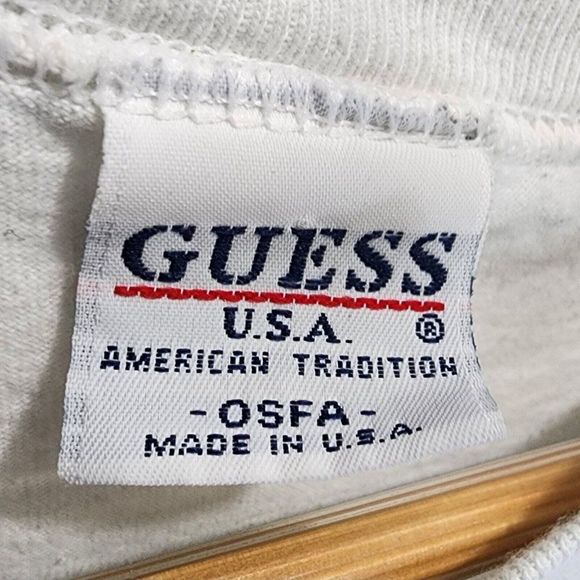 GUESS
U.S.A. ®
AMERICAN TRADITION
-OSFA-
MADE IN U.S.A.